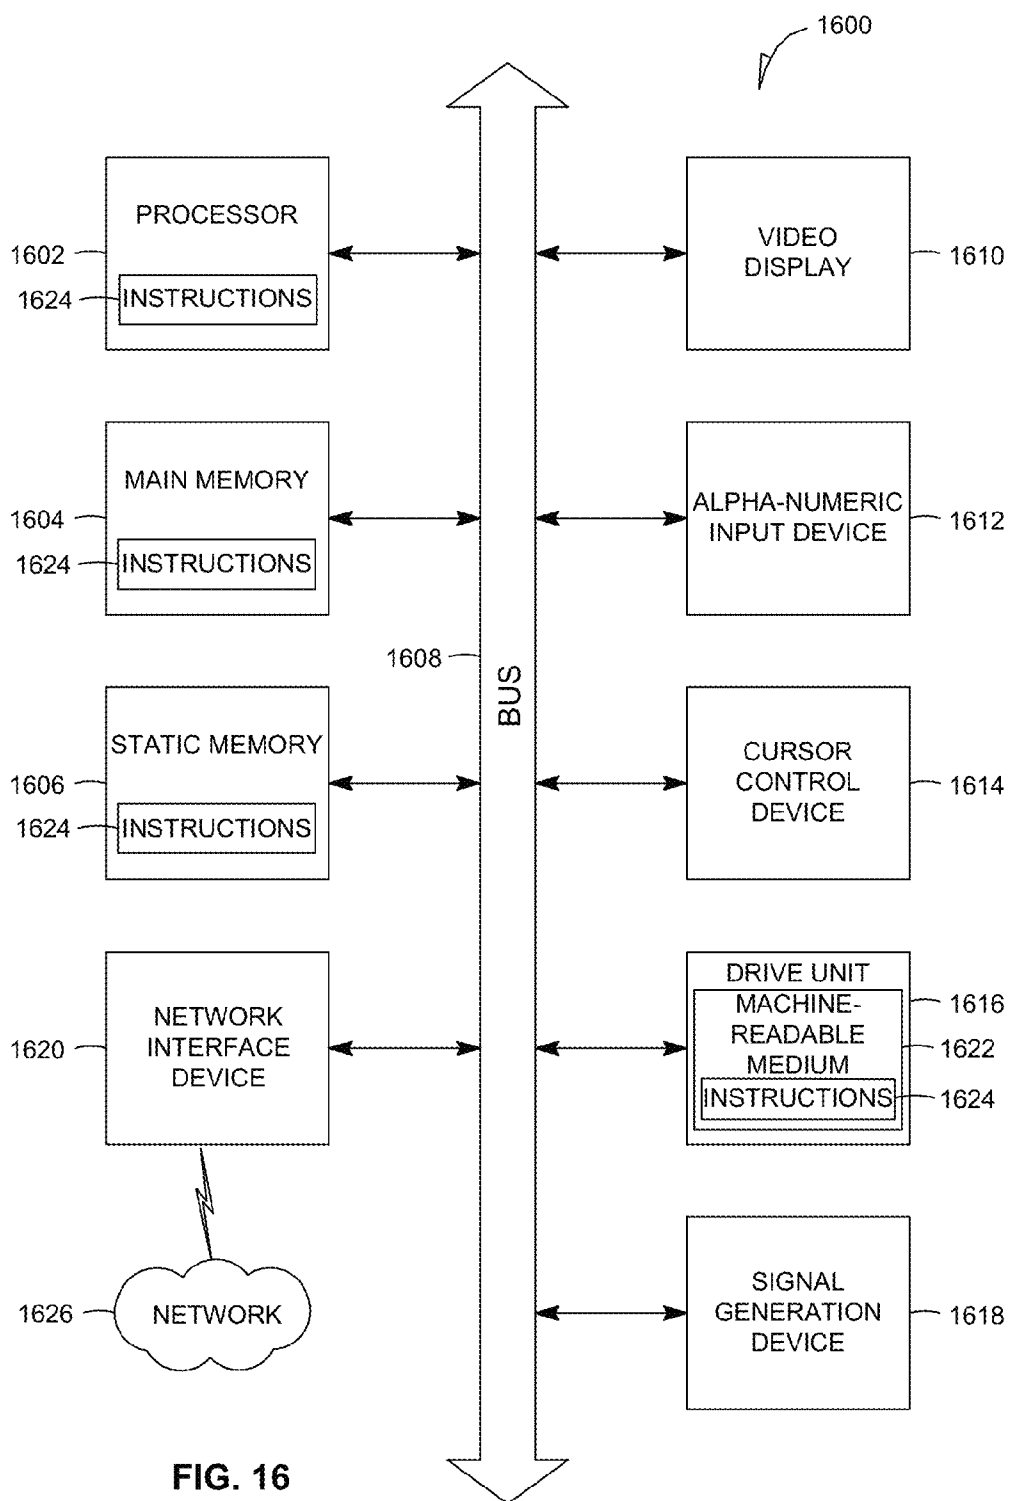 1600
PROCESSOR
1602
1624
INSTRUCTIONS
VIDEO
DISPLAY
1610
MAIN MEMORY
1604
1624
INSTRUCTIONS
ALPHA-NUMERIC
INPUT DEVICE
1612
1608
BUS
STATIC MEMORY
1606
1624
INSTRUCTIONS
CURSOR
CONTROL
DEVICE
1614
NETWORK
INTERFACE
DEVICE
1620
DRIVE UNIT
1616
MACHINE-
READABLE
MEDIUM
1622
INSTRUCTIONS
1624
1626
NETWORK
SIGNAL
GENERATION
DEVICE
1618
FIG. 16